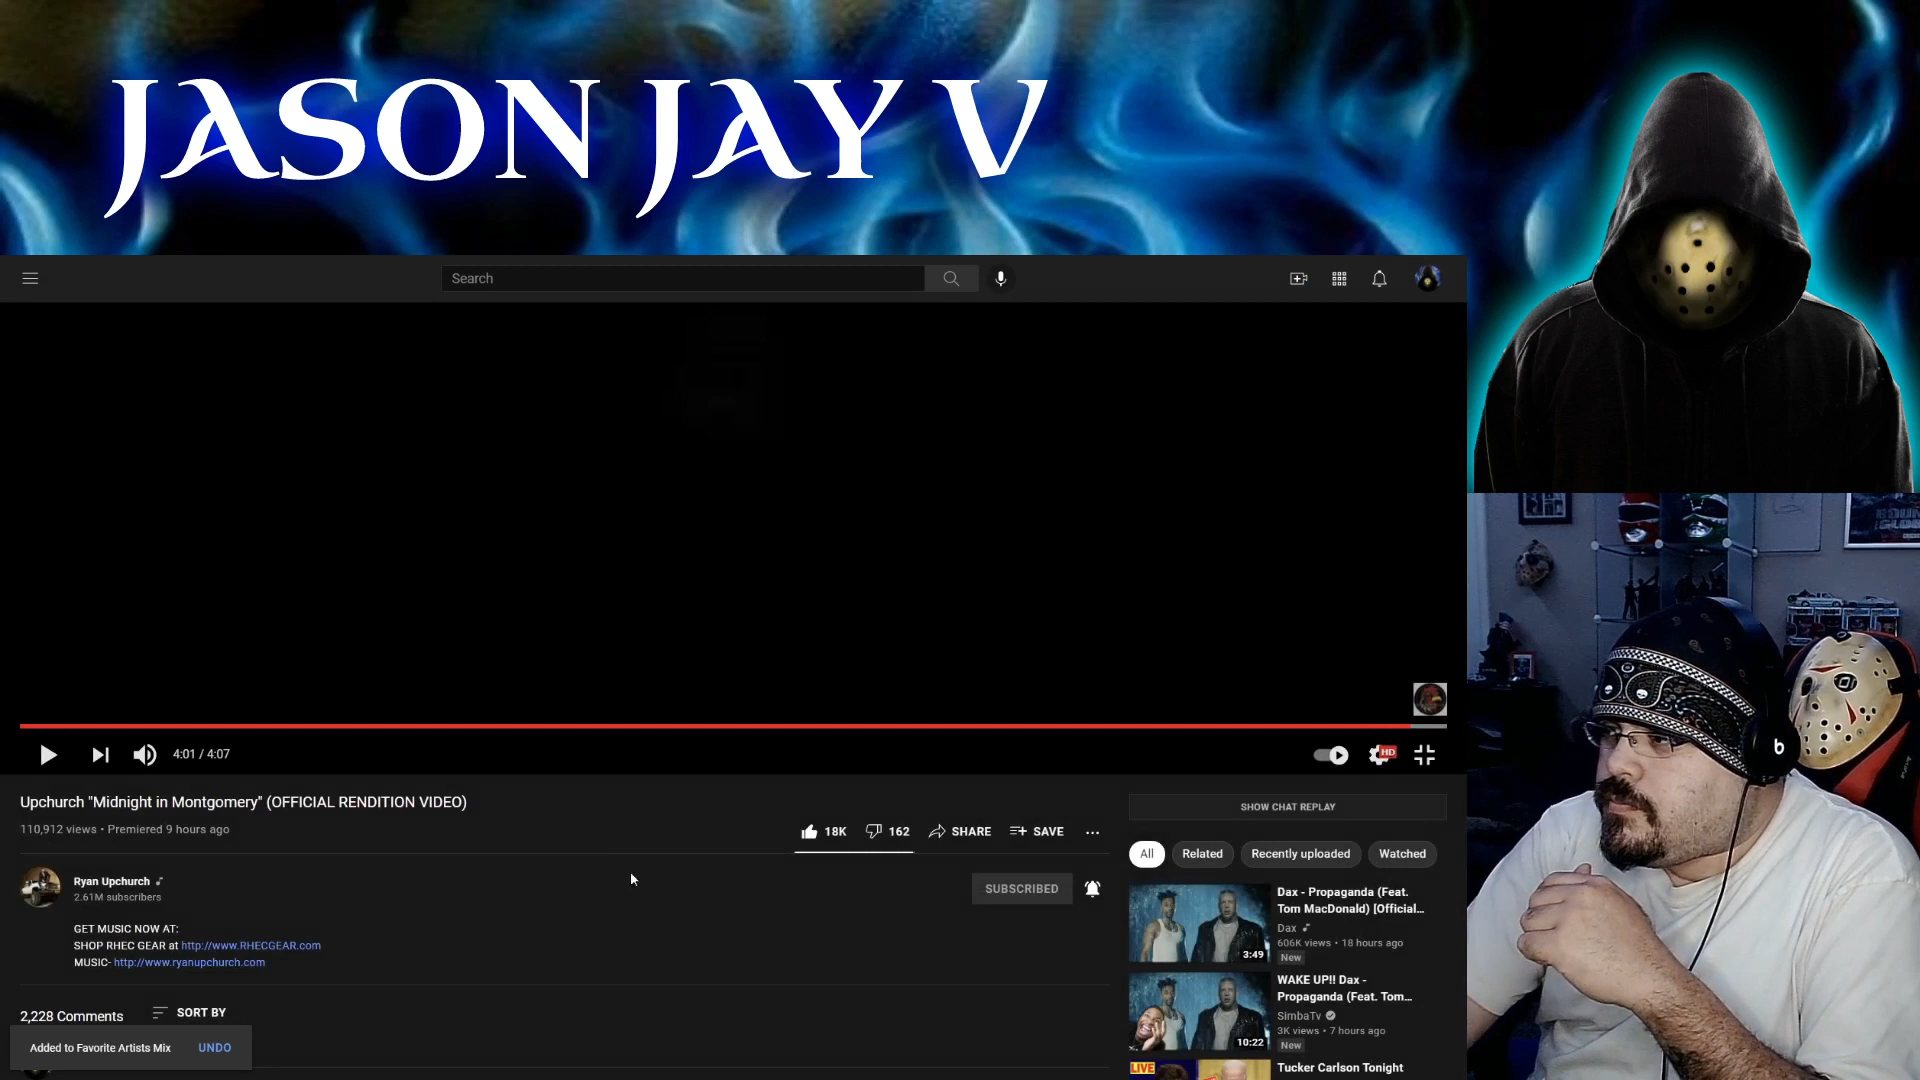 JASON JAY V
Search
4:01 / 4:07
HD
Upchurch "Midnight in Montgomery" (OFFICIAL RENDITION VIDEO)
110,912 views • Premiered 9 hours ago
18K
162
SHARE
SAVE
Ryan Upchurch
2.61M subscribers
SUBSCRIBED
GET MUSIC NOW AT:
SHOP RHEC GEAR at http://www.RHECGEAR.com
MUSIC- http://www.ryanupchurch.com
2,228 Comments
SORT BY
Added to Favorite Artists Mix
UNDO
SHOW CHAT REPLAY
All
Related
Recently uploaded
Watched
Dax - Propaganda (Feat.
Tom MacDonald) [Official...
Dax
606K views • 18 hours ago
New
3:49
WAKE UP!! Dax -
Propaganda (Feat. Tom...
SimbaTv
3K views • 7 hours ago
New
10:22
LIVE
Tucker Carlson Tonight
b